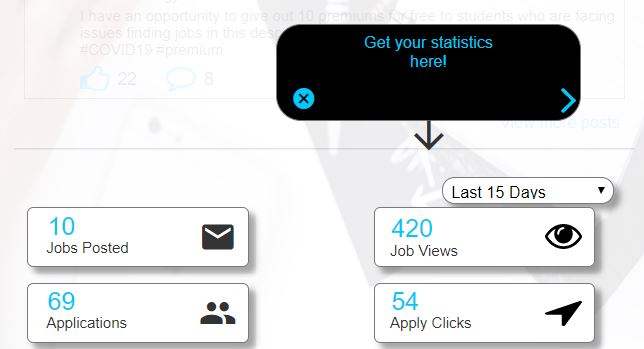 I have an opportunity to give out 10 premiums for free to students who are facing
issues finding jobs in this desp
#COVID19 #premium
22
8
Get your statistics
here!
View more posts
Last 15 Days
10
Jobs Posted
420
Job Views
69
Applications
54
Apply Clicks